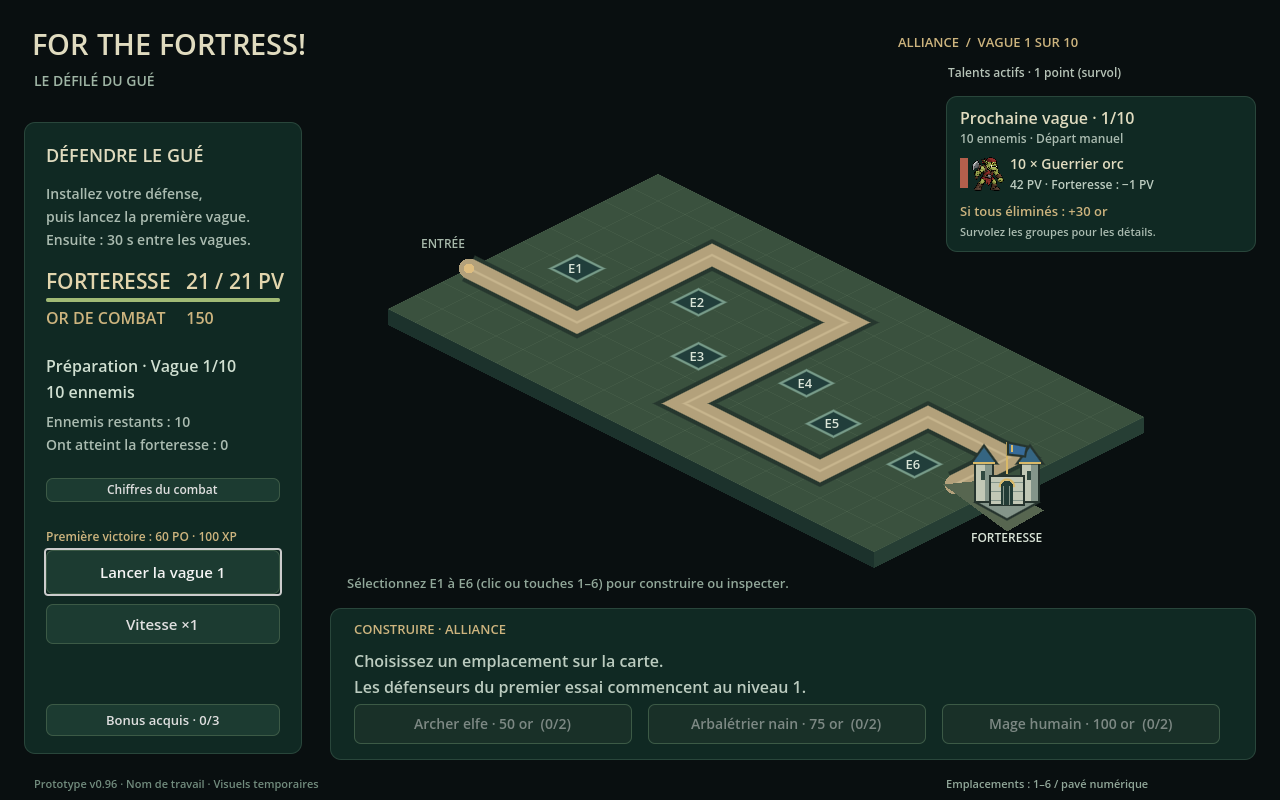 FOR THE FORTRESS!
LE DÉFILÉ DU GUÉ
ALLIANCE / VAGUE 1 SUR 10
Talents actifs · 1 point (survol)
Prochaine vague · 1/10
10 ennemis · Départ manuel
10 × Guerrier orc
42 PV · Forteresse : −1 PV
Si tous éliminés : +30 or
Survolez les groupes pour les détails.
DÉFENDRE LE GUÉ
Installez votre défense,
puis lancez la première vague.
Ensuite : 30 s entre les vagues.
FORTERESSE 21 / 21 PV
OR DE COMBAT 150
Préparation · Vague 1/10
10 ennemis
Ennemis restants : 10
Ont atteint la forteresse : 0
Chiffres du combat
Première victoire : 60 PO · 100 XP
Lancer la vague 1
Vitesse ×1
Bonus acquis · 0/3
ENTRÉE
E1
E2
E3
E4
E5
E6
FORTERESSE
Sélectionnez E1 à E6 (clic ou touches 1–6) pour construire ou inspecter.
CONSTRUIRE · ALLIANCE
Choisissez un emplacement sur la carte.
Les défenseurs du premier essai commencent au niveau 1.
Archer elfe · 50 or (0/2)
Arbalétrier nain · 75 or (0/2)
Mage humain · 100 or (0/2)
Prototype v0.96 · Nom de travail · Visuels temporaires
Emplacements : 1–6 / pavé numérique